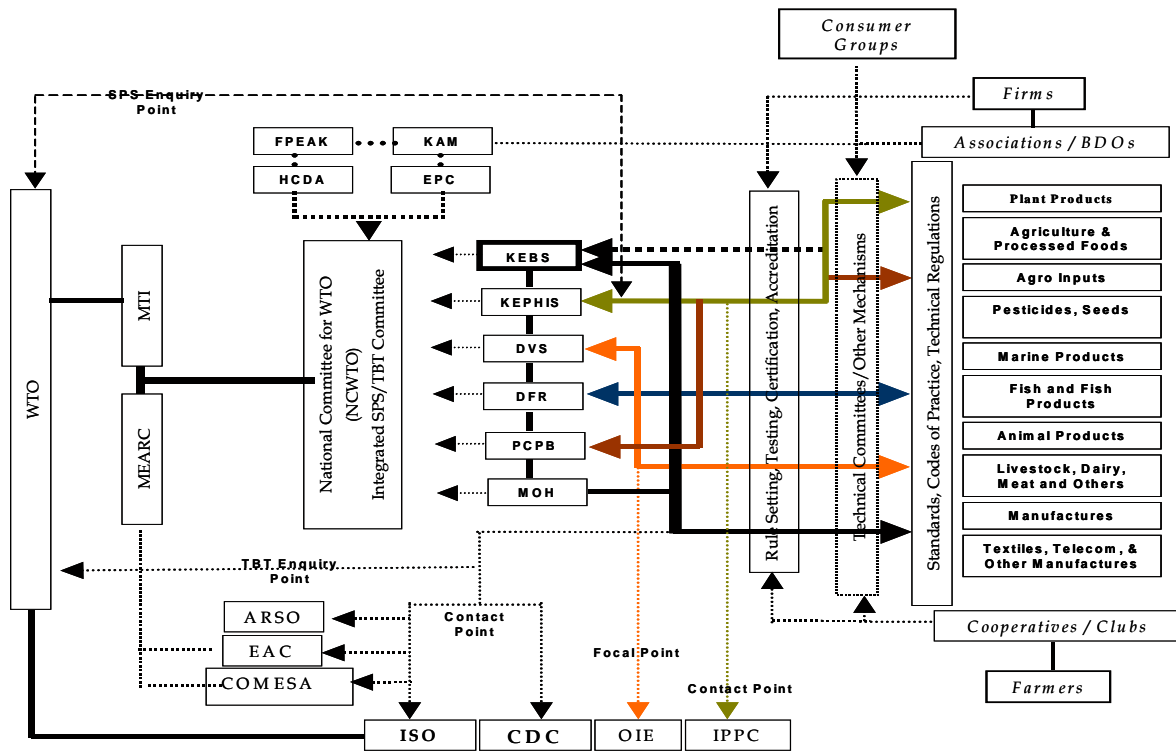 Consumer
Groups
SPS Enquiry
Point
Firms
FPEAK
KAM
Associations / BDOs
HCDA
EPC
WTO
MTI
MEARC
National Committee for WTO
(NCWTO)
Integrated SPS/TBT Committee
KEBS
KEPHIS
DVS
DFR
PCPB
MOH
Rule Setting, Testing, Certification, Accreditation
Technical Committees/Other Mechanisms
Standards, Codes of Practice, Technical Regulations
Plant Products
Agriculture &
Processed Foods
Agro Inputs
Pesticides, Seeds
Marine Products
Fish and Fish
Products
Animal Products
Livestock, Dairy,
Meat and Others
Manufactures
Textiles, Telecom, &
Other Manufactures
TBT Enquiry
Point
ARSO
EAC
COMESA
Contact
Point
Focal Point
Contact Point
Cooperatives / Clubs
Farmers
ISO
CDC
OIE
IPPC